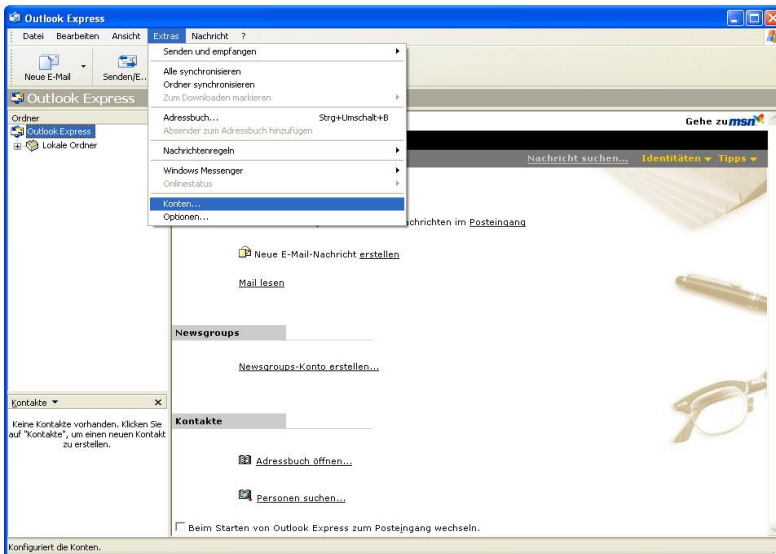 Outlook Express
Datei Bearbeiten Ansicht Extras Nachricht ?
Neue E-Mail Senden/E..
Senden und empfangen
Alle synchronisieren
Ordner synchronisieren
Zum Downloaden markieren
Adressbuch... Strg+Umschalt+B
Absender zum Adressbuch hinzufügen
Nachrichtenregeln
Windows Messenger
Onlinestatus
Konten...
Optionen...
Outlook Express
Ordner
Outlook Express
Lokale Ordner
Gehe zu msn
Nachricht suchen... Identitäten Tipps
achrichten im Posteingang
Neue E-Mail-Nachricht erstellen
Mail lesen
Newsgroups
Newsgroups-Konto erstellen...
Kontakte
Keine Kontakte vorhanden. Klicken Sie
auf "Kontakte", um einen neuen Kontakt
zu erstellen.
Kontakte
Adressbuch öffnen...
Personen suchen...
Beim Starten von Outlook Express zum Posteingang wechseln.
Konfiguriert die Konten.